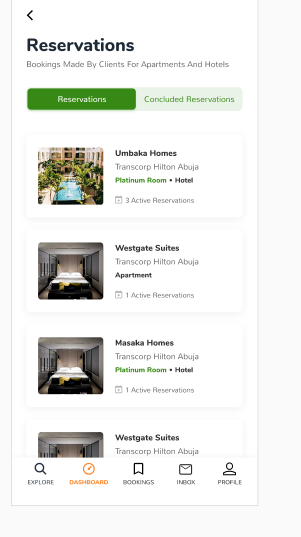 Reservations
Bookings Made By Clients For Apartments And Hotels
Reservations
Concluded Reservations
Umbaka Homes
Transcorp Hilton Abuja
Platinum Room • Hotel
3 Active Reservations
Westgate Suites
Transcorp Hilton Abuja
Apartment
1 Active Reservations
Masaka Homes
Transcorp Hilton Abuja
Platinum Room • Hotel
1 Active Reservations
Westgate Suites
Transcorp Hilton Abuja
EXPLORE
DASHBOARD
BOOKINGS
INBOX
PROFILE